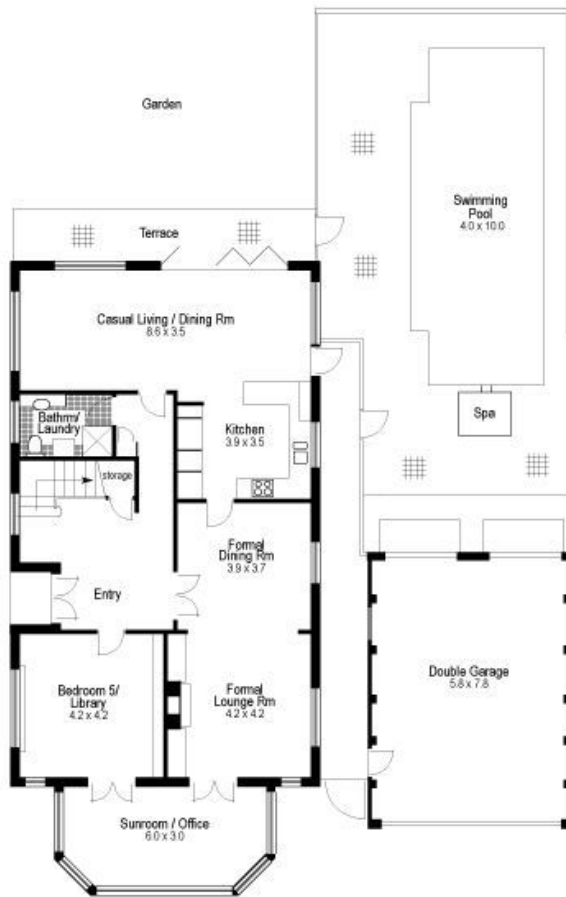 Garden
Terrace
Swimming
Pool
4.0 x 10.0
Casual Living / Dining Rm
8.6 x 3.5
Bathrm/
Laundry
Kitchen
3.9 x 3.5
Spa
storage
Formal
Dining Rm
3.9 x 3.7
Entry
Bedroom 5/
Library
4.2 x 4.2
Formal
Lounge Rm
4.2 x 4.2
Double Garage
5.8 x 7.8
Sunroom / Office
6.0 x 3.0